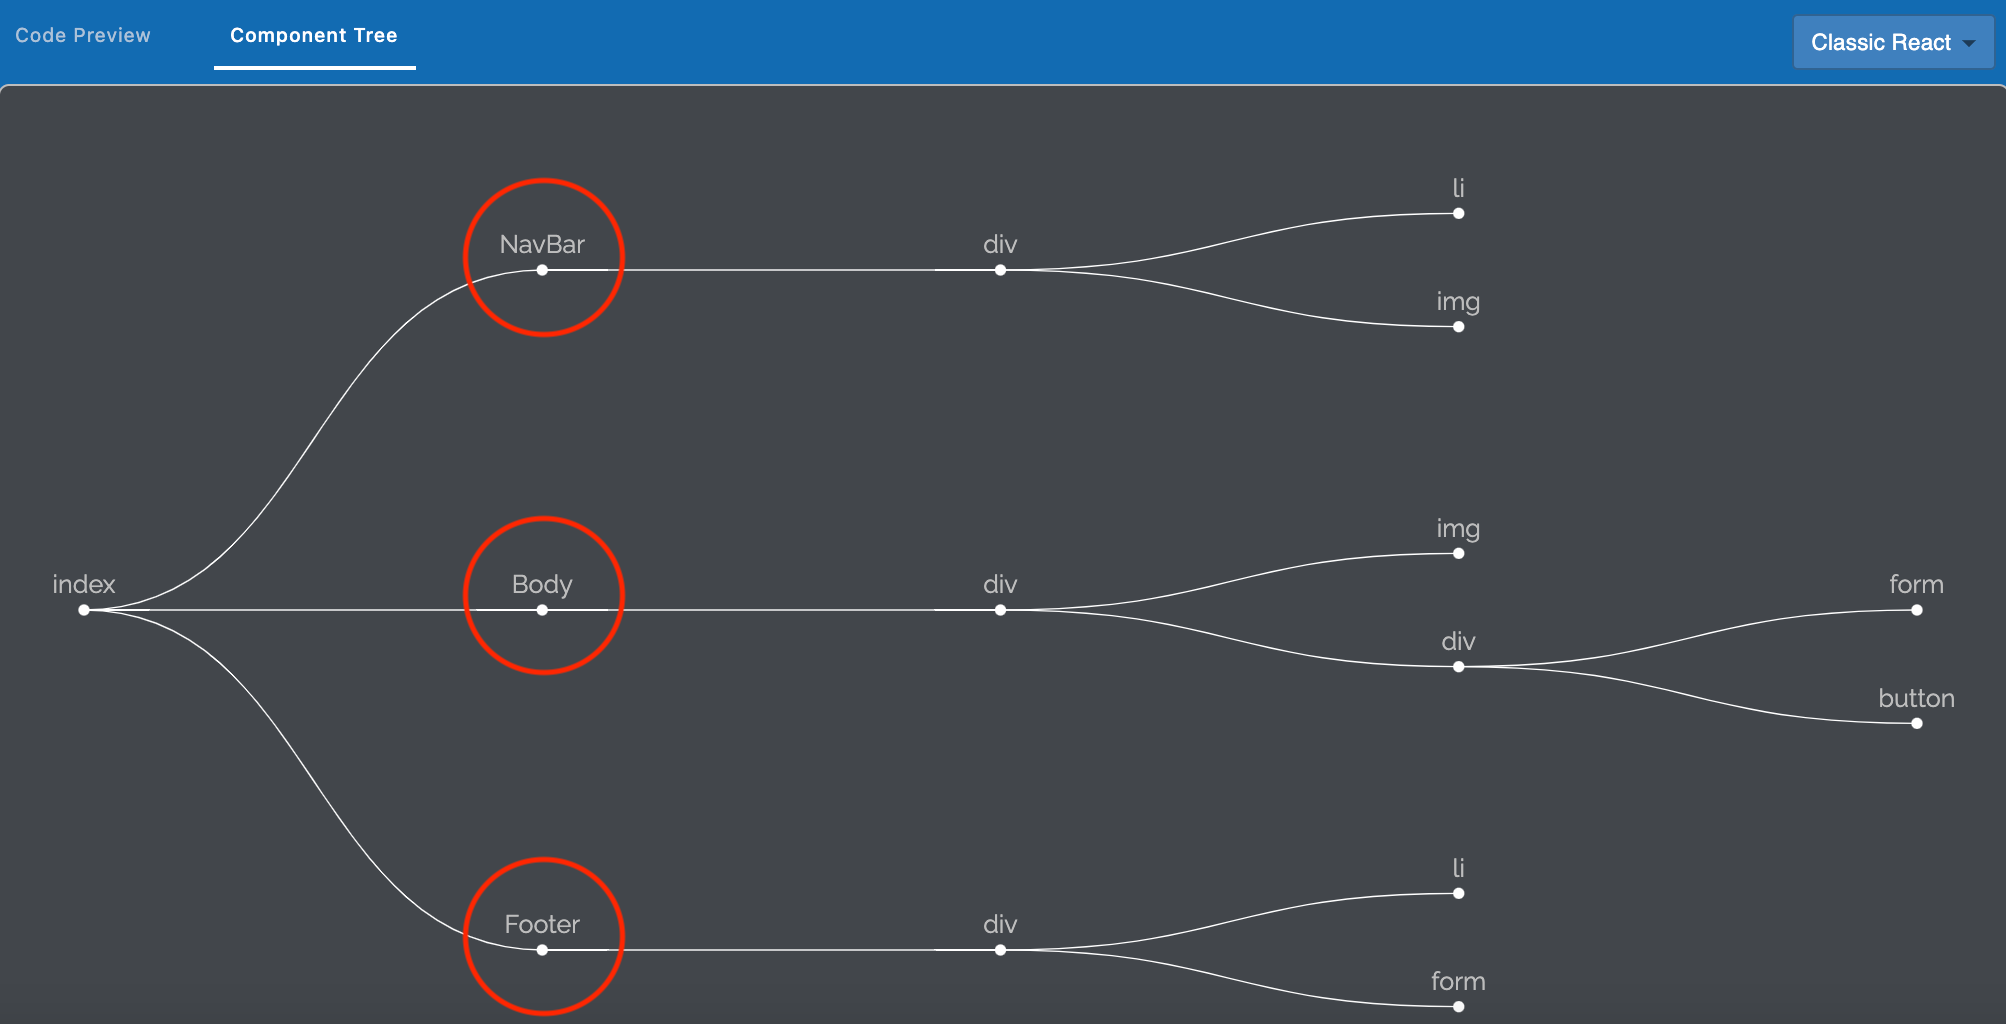 Code Preview
Component Tree
Classic React
li
NavBar
div
img
img
index
Body
div
form
div
button
li
Footer
div
form